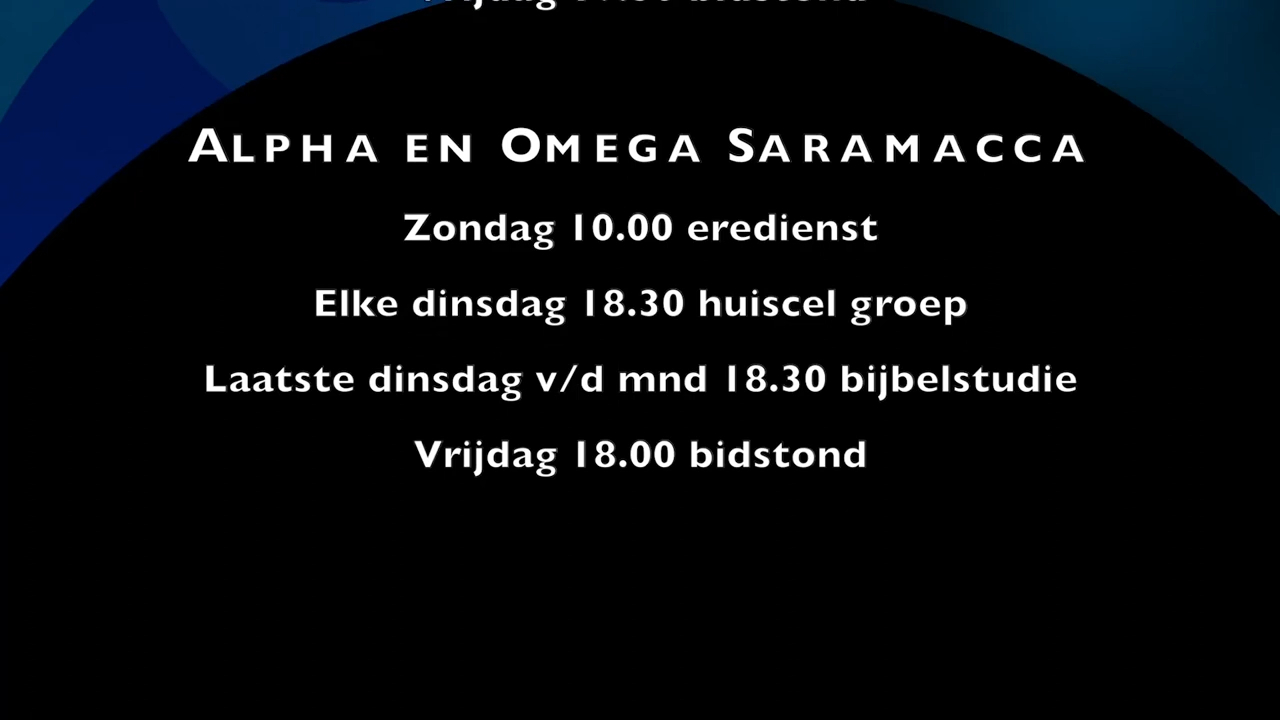 Alpha en Omega Saramacca
Zondag 10.00 eredienst
Elke dinsdag 18.30 huiscel groep
Laatste dinsdag v/d mnd 18.30 bijbelstudie
Vrijdag 18.00 bidstond